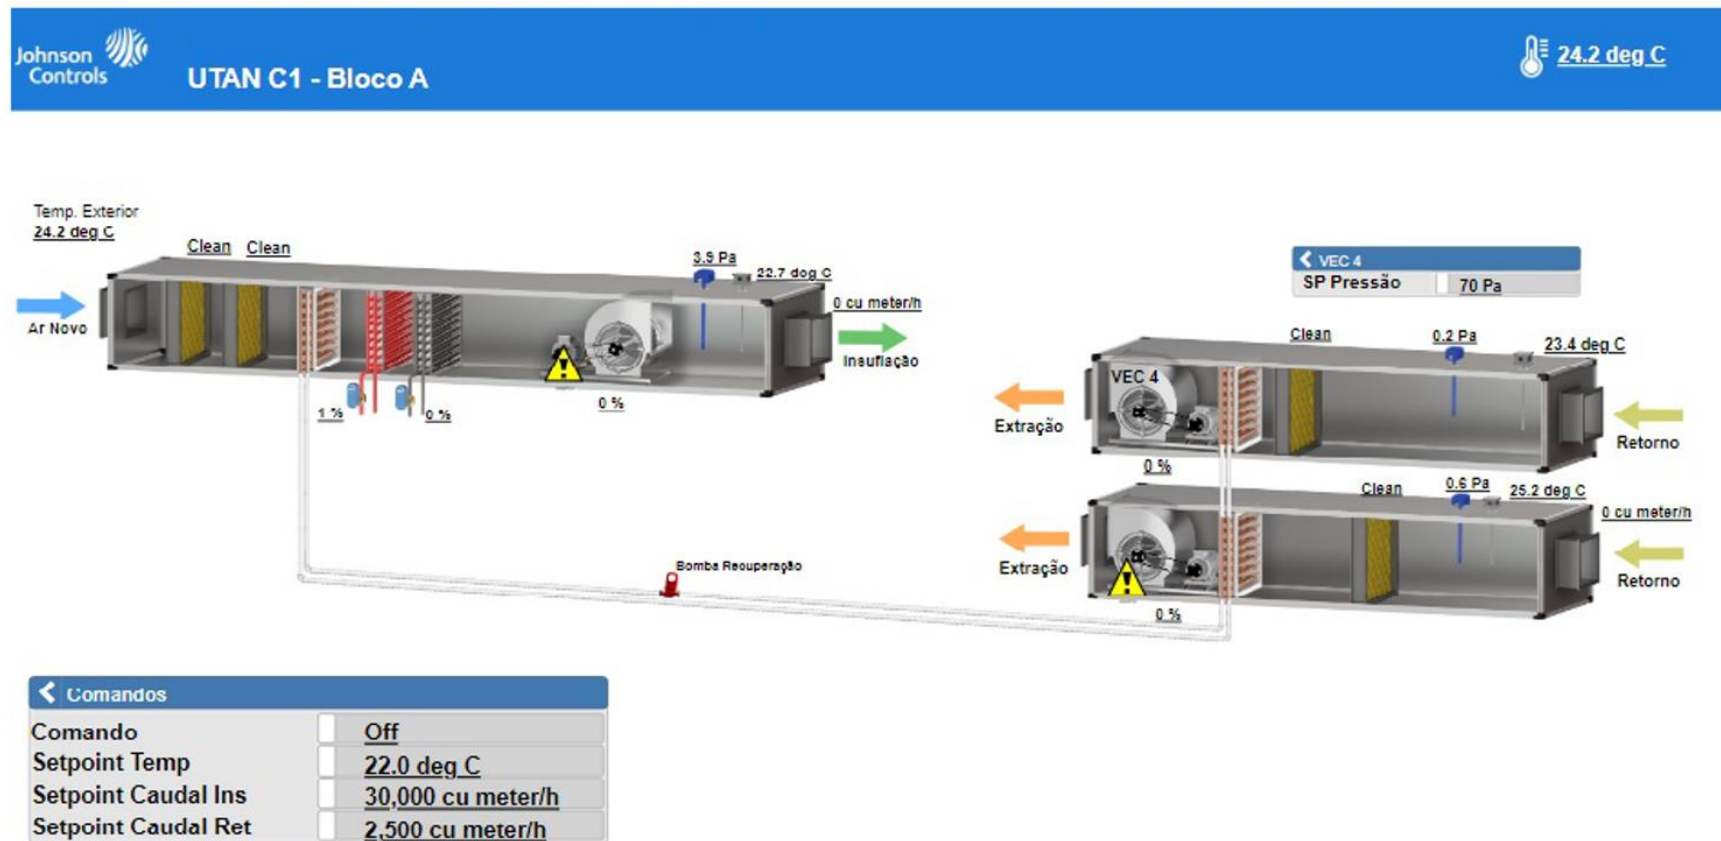 Johnson
Controls
UTAN C1 - Bloco A
24.2 deg C
Temp. Exterior
24.2 deg C
Clean Clean
3.9 Pa
22.7 deg C
0 cu meter/h
Ar Novo
Insuflação
1 %
0 %
0 %
VEC 4
SP Pressão 70 Pa
Clean
0.2 Pa
23.4 deg C
VEC 4
Extração
Retorno
0 %
Clean
0.6 Pa
25.2 deg C
0 cu meter/h
Extração
Retorno
0 %
Bomba Recuperação
Comandos
Comando Off
Setpoint Temp 22.0 deg C
Setpoint Caudal Ins 30,000 cu meter/h
Setpoint Caudal Ret 2,500 cu meter/h